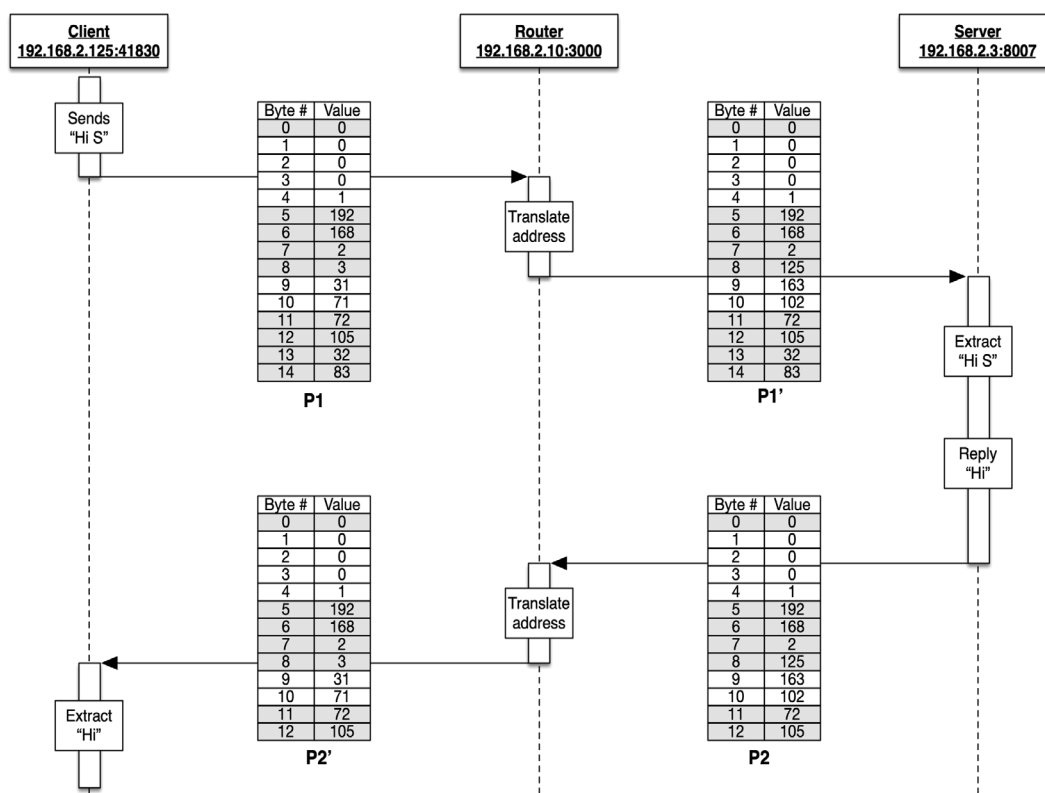 Client
192.168.2.125:41830
Router
192.168.2.10:3000
Server
192.168.2.3:8007
Sends
“Hi S”
Byte # Value
0 0
1 0
2 0
3 0
4 1
5 192
6 168
7 2
8 3
9 31
10 71
11 72
12 105
13 32
14 83
P1
Translate
address
Byte # Value
0 0
1 0
2 0
3 0
4 1
5 192
6 168
7 2
8 125
9 163
10 102
11 72
12 105
13 32
14 83
P1’
Extract
“Hi S”
Reply
“Hi”
Byte # Value
0 0
1 0
2 0
3 0
4 1
5 192
6 168
7 2
8 125
9 163
10 102
11 72
12 105
P2
Translate
address
Byte # Value
0 0
1 0
2 0
3 0
4 1
5 192
6 168
7 2
8 3
9 31
10 71
11 72
12 105
P2’
Extract
“Hi”